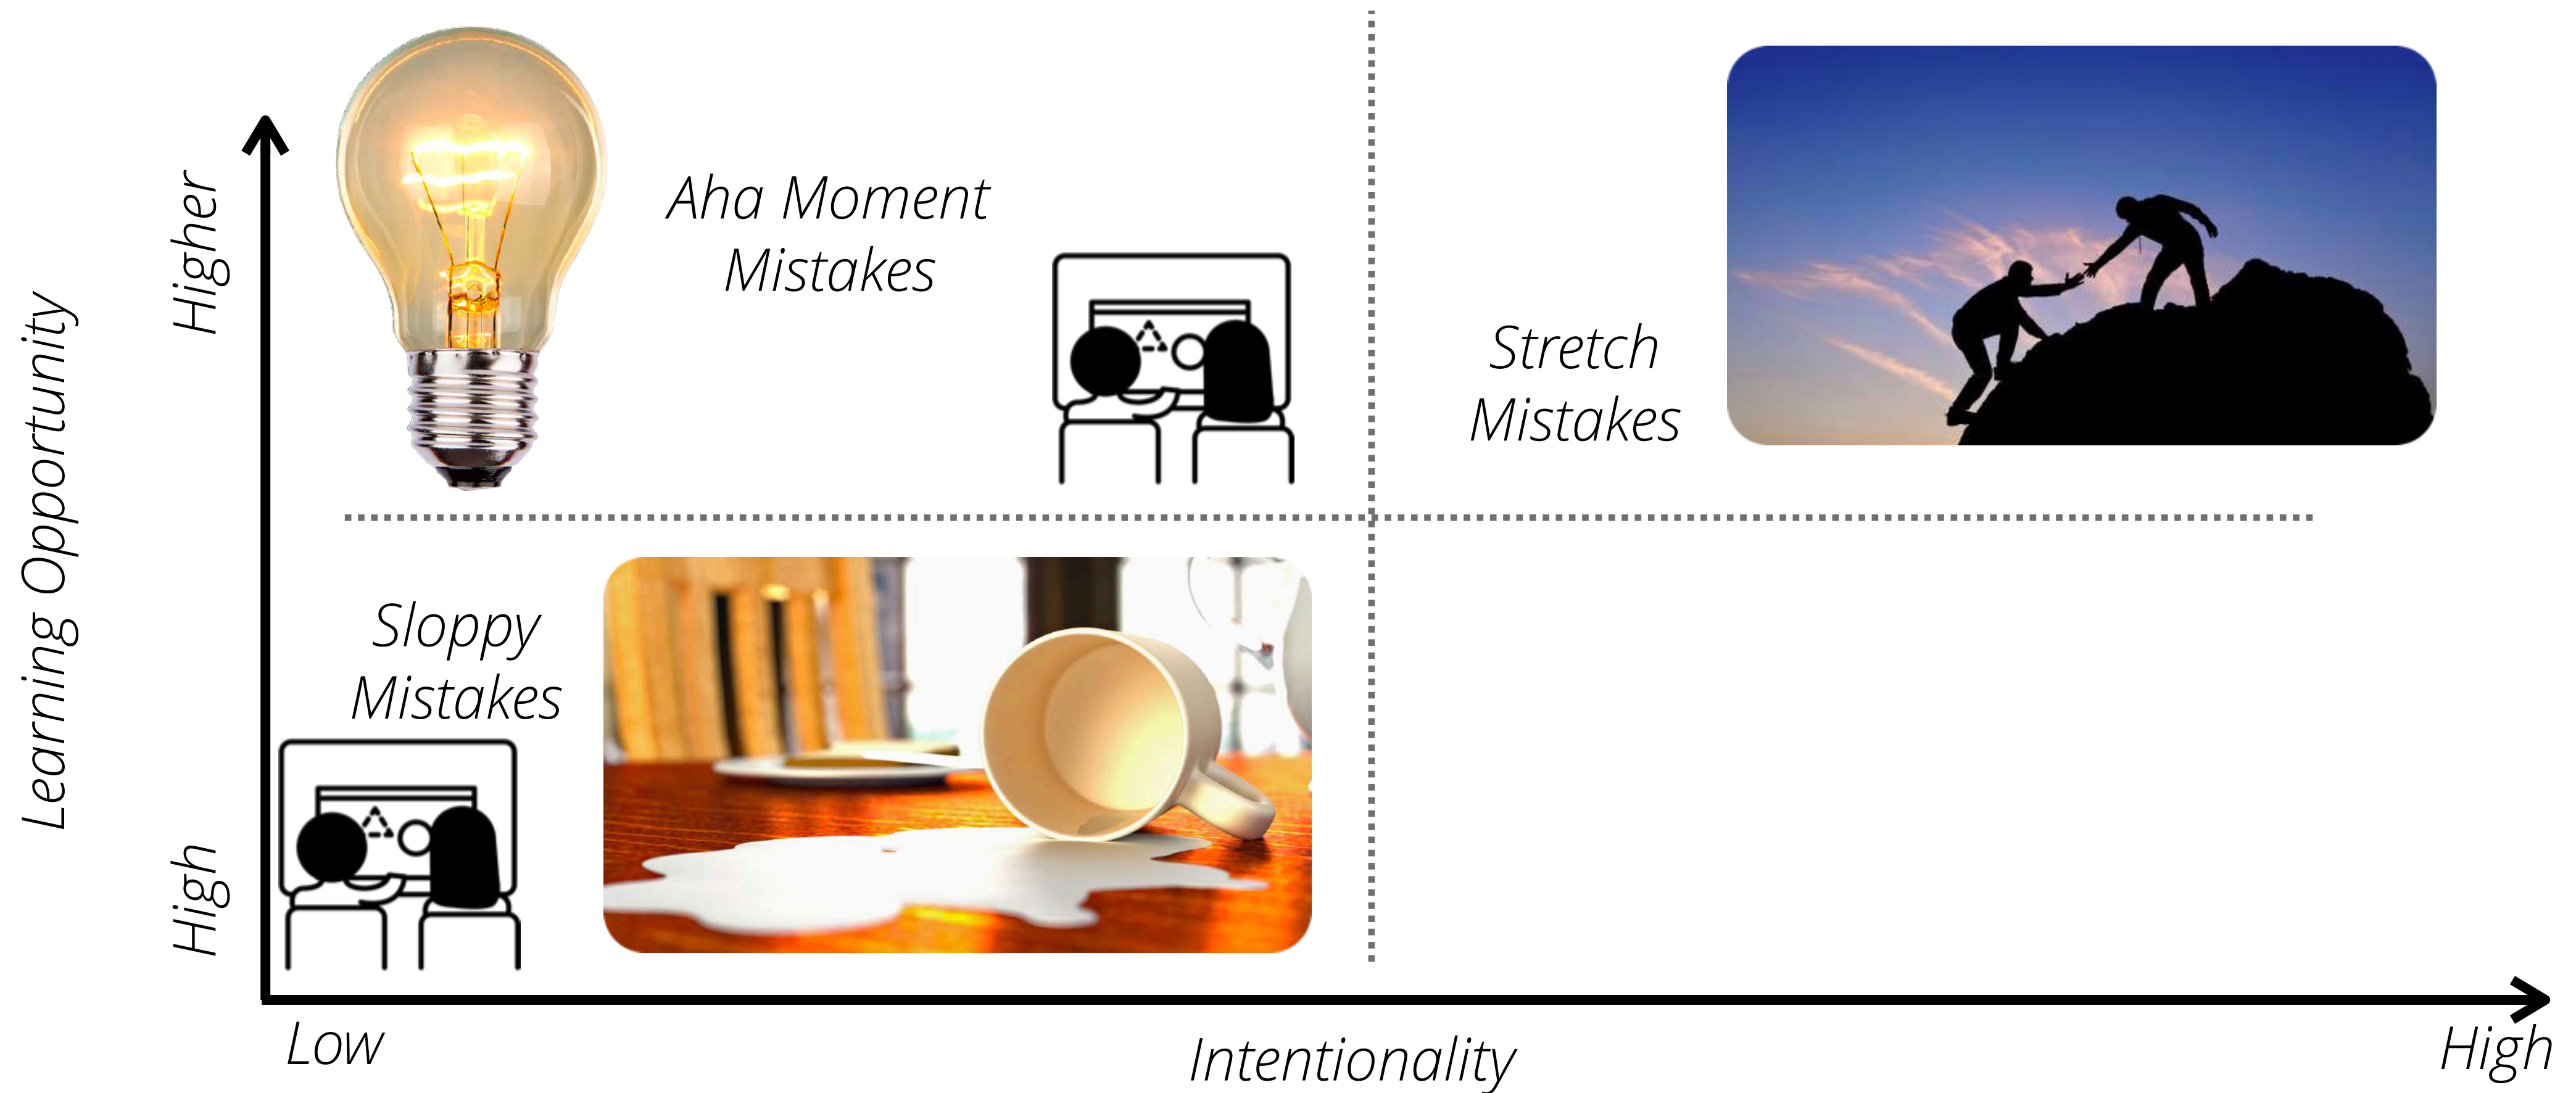 Learning Opportunity
Higher
High
Aha Moment
Mistakes
Stretch
Mistakes
Sloppy
Mistakes
Low
Intentionality
High